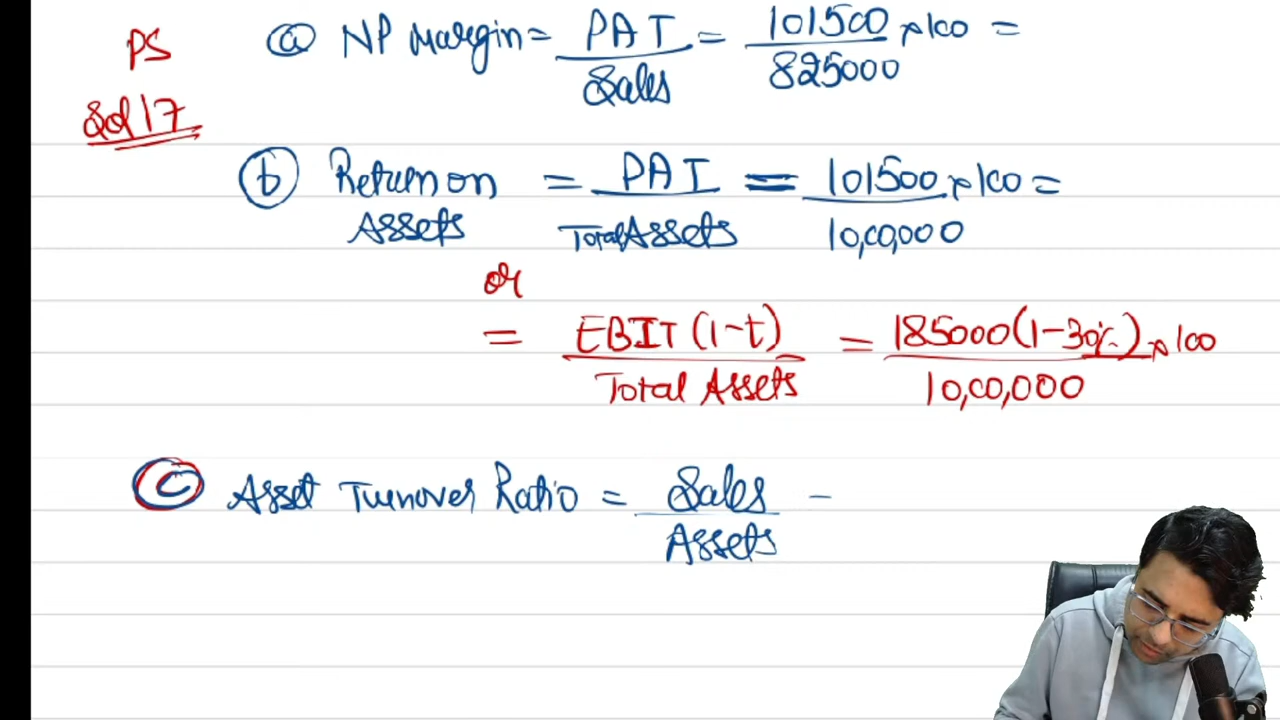 PS
Sol 17
(a) NP Margin = PAT / Sales = 101500 / 825000 × 100 =
(b) Return on Assets = PAT / Total Assets = 101500 / 10,00,000 × 100 =
or
= EBIT (1-t) / Total Assets = 185000 (1-30%) / 10,00,000 × 100
(c) Asset Turnover Ratio = Sales / Assets =